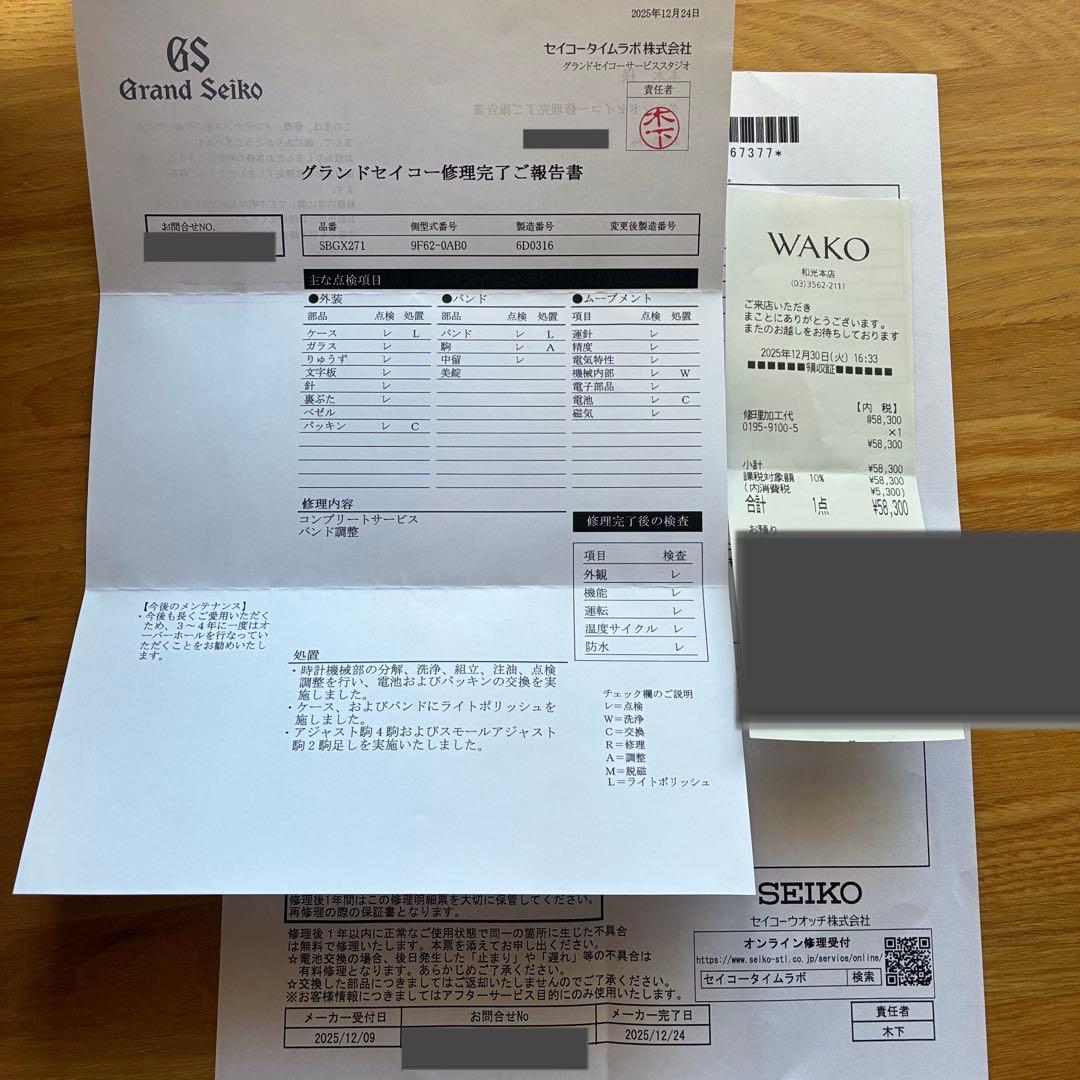 2025年12月24日
GS
Grand Seiko
セイコータイムラボ株式会社
グランドセイコーサービススタジオ
責任者
木下
グランドセイコー修理完了ご報告書
お問合せNO.
品番 側型式番号 製造番号 変更後製造番号
SBGX271 9F62-0AB0 6D0316
主な点検項目
●外装
部品 点検 処置
ケース レ L
ガラス レ
りゅうず レ
文字板 レ
針 レ
裏ぶた レ
ベゼル
パッキン レ C
●バンド
部品 点検 処置
バンド レ L
駒 レ A
中留 レ
美錠
●ムーブメント
項目 点検 処置
運針 レ
精度 レ
電気特性 レ
機械内部 レ W
電子部品 レ
電池 レ C
磁気 レ
修理内容
コンプリートサービス
バンド調整
修理完了後の検査
項目 検査
外観 レ
機能 レ
運転 レ
温度サイクル レ
防水 レ
【今後のメンテナンス】
・今後も長くご愛用いただく
ため、3～4年に一度はオ
ーバーホールを行なってい
ただくことをお勧めいたし
ます。
処置
・時計機械部の分解、洗浄、組立、注油、点検
調整を行い、電池およびパッキンの交換を実
施しました。
・ケース、およびバンドにライトポリッシュを
施しました。
・アジャスト駒4駒およびスモールアジャスト
駒2駒足しを実施いたしました。
チェック欄のご説明
レ＝点検
W＝洗浄
C＝交換
R＝修理
A＝調整
M＝脱磁
L＝ライトポリッシュ
67377*
WAKO
和光本店
(03)3562-2111
ご来店いただき
まことにありがとうございます。
またのお越しをお待ちしております
2025年12月30日(火) 16:33
■■■■■■領収証■■■■■■
【内 税】
修理加工代 @58,300
0195-9100-5 ×1
¥58,300
小計 ¥58,300
課税対象額 10% ¥58,300
(内消費税 ¥5,300)
合計 1点 ¥58,300
お預り
修理後1年間はこの修理明細票を大切に保管してください。
再修理の際の保証書となります。
修理後1年以内に正常なご使用状態で同一の箇所に生じた不具合
は無料で修理いたします。本票を添えてお申し出ください。
☆電池交換の場合、後日発生した「止まり」や「遅れ」等の不具合は
有料修理となります。あらかじめご了承ください。
☆交換した部品につきましてはご返却いたしませんのでご了承ください。
※お客様情報につきましてはアフターサービス目的にのみ使用いたします。
メーカー受付日 お問合せNo メーカー完了日
2025/12/09 2025/12/24
SEIKO
セイコーウオッチ株式会社
オンライン修理受付
https://www.seiko-stl.co.jp/service/online/
セイコータイムラボ 検索
責任者
木下